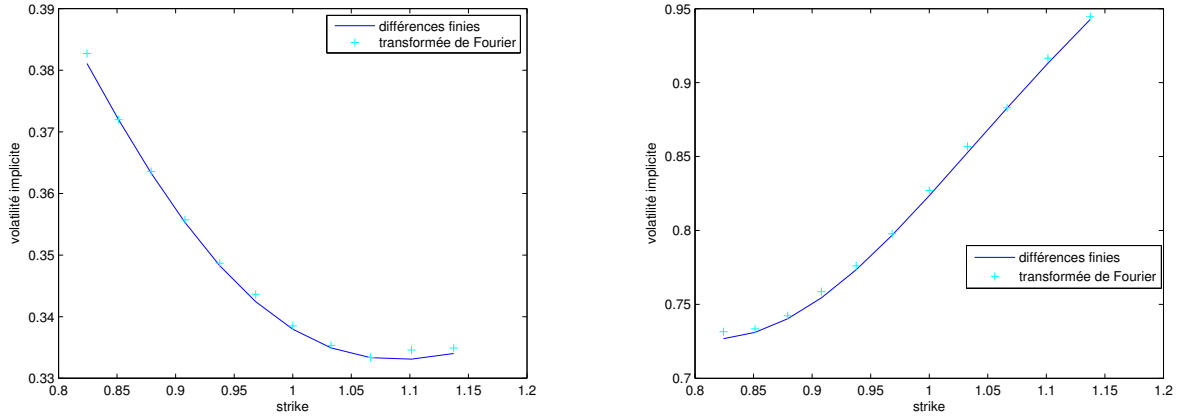 0.39
0.38
0.37
0.36
0.35
0.34
0.33
0.8 0.85 0.9 0.95 1 1.05 1.1 1.15 1.2
strike
volatilité implicite
différences finies
transformée de Fourier
0.95
0.9
0.85
0.8
0.75
0.7
0.8 0.85 0.9 0.95 1 1.05 1.1 1.15 1.2
strike
volatilité implicite
différences finies
transformée de Fourier